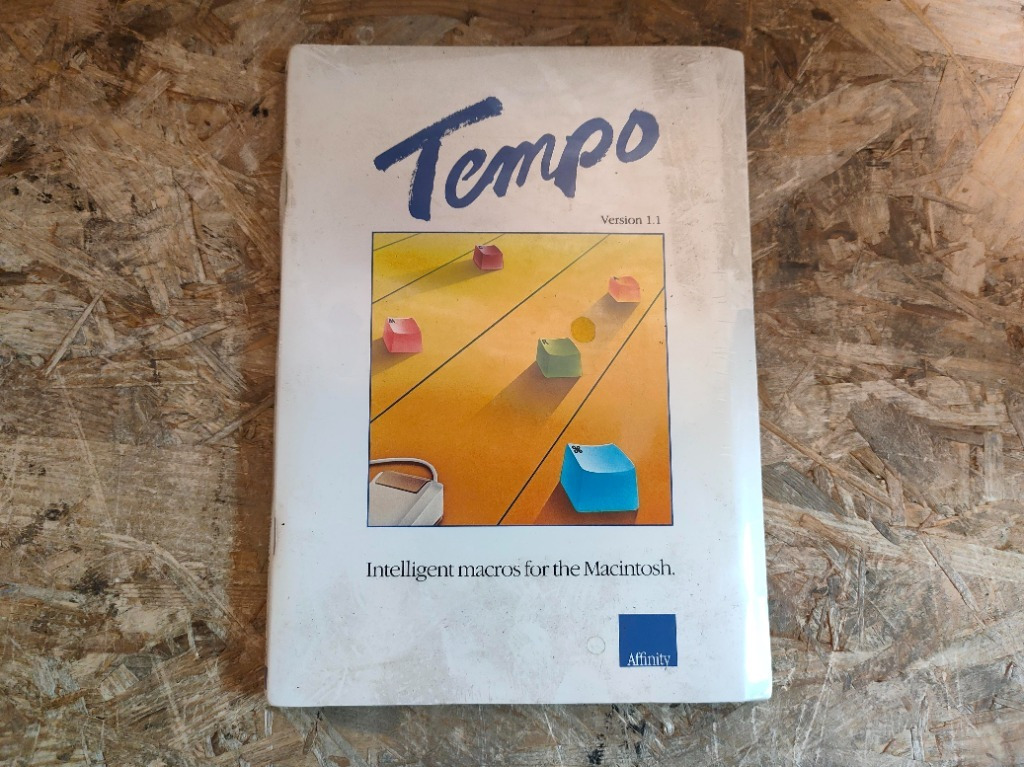 Tempo
Version 1.1
M
⌘
Intelligent macros for the Macintosh.
Affinity